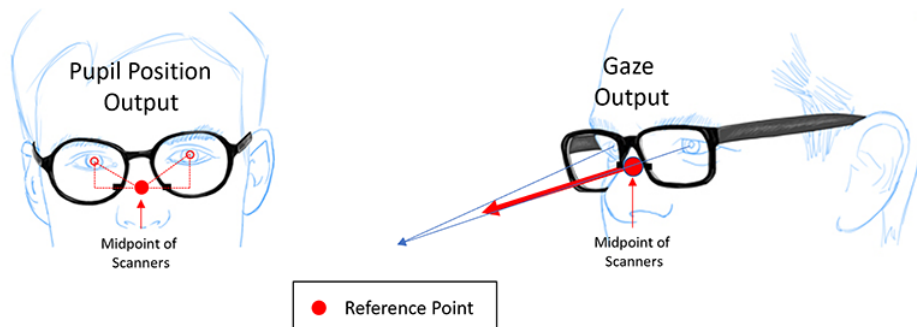 Pupil Position
Output
Midpoint of
Scanners
Gaze
Output
Midpoint of
Scanners
Reference Point